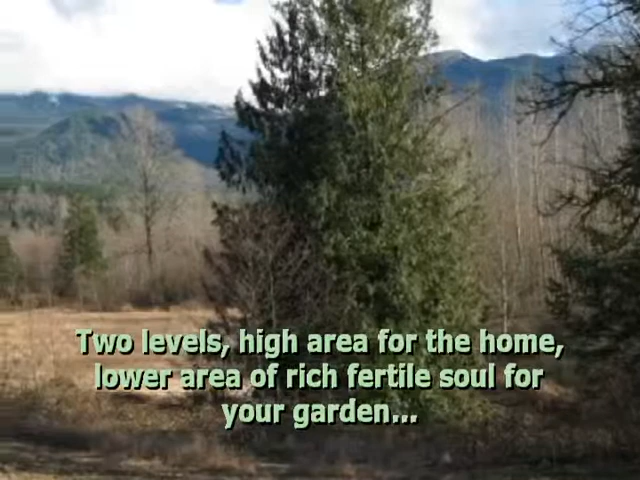 Two levels, high area for the home,
lower area of rich fertile soul for
your garden...